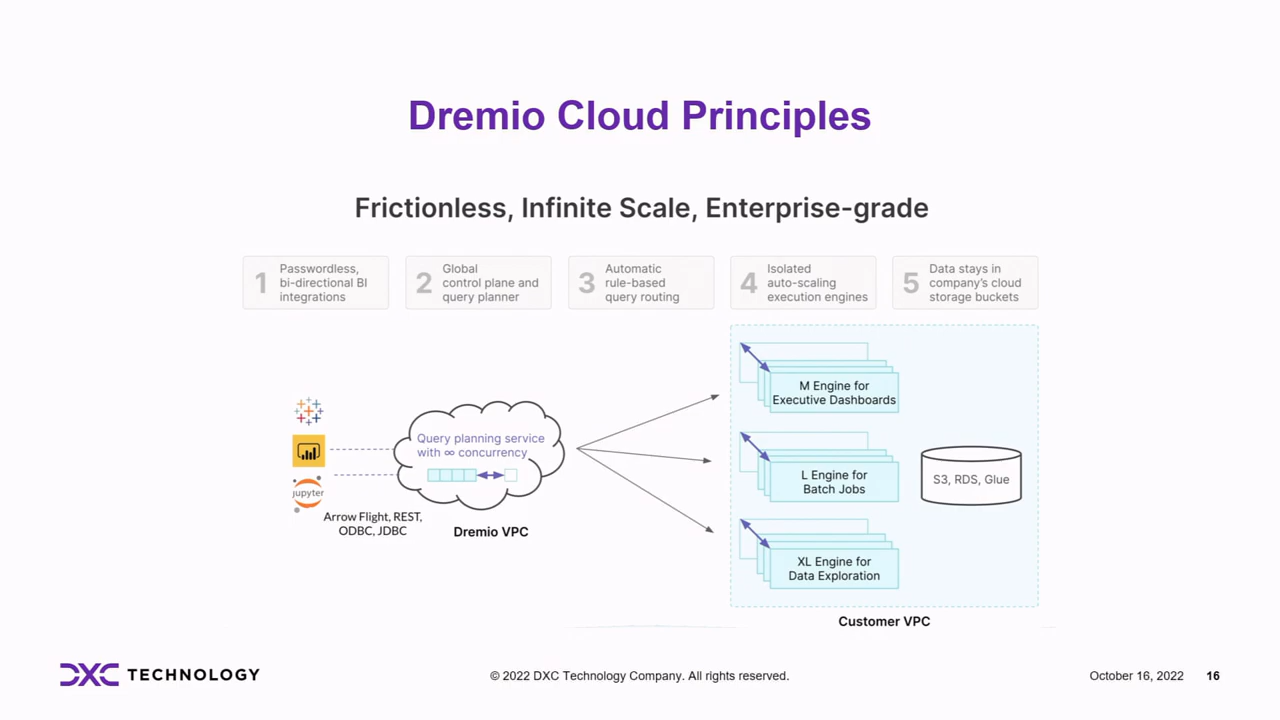 Dremio Cloud Principles
Frictionless, Infinite Scale, Enterprise-grade
1
Passwordless,
bi-directional BI
integrations
2
Global
control plane and
query planner
3
Automatic
rule-based
query routing
4
Isolated
auto-scaling
execution engines
5
Data stays in
company's cloud
storage buckets
jupyter
Arrow Flight, REST,
ODBC, JDBC
Query planning service
with ∞ concurrency
Dremio VPC
M Engine for
Executive Dashboards
L Engine for
Batch Jobs
XL Engine for
Data Exploration
S3, RDS, Glue
Customer VPC
DXC TECHNOLOGY
© 2022 DXC Technology Company. All rights reserved.
October 16, 2022
16